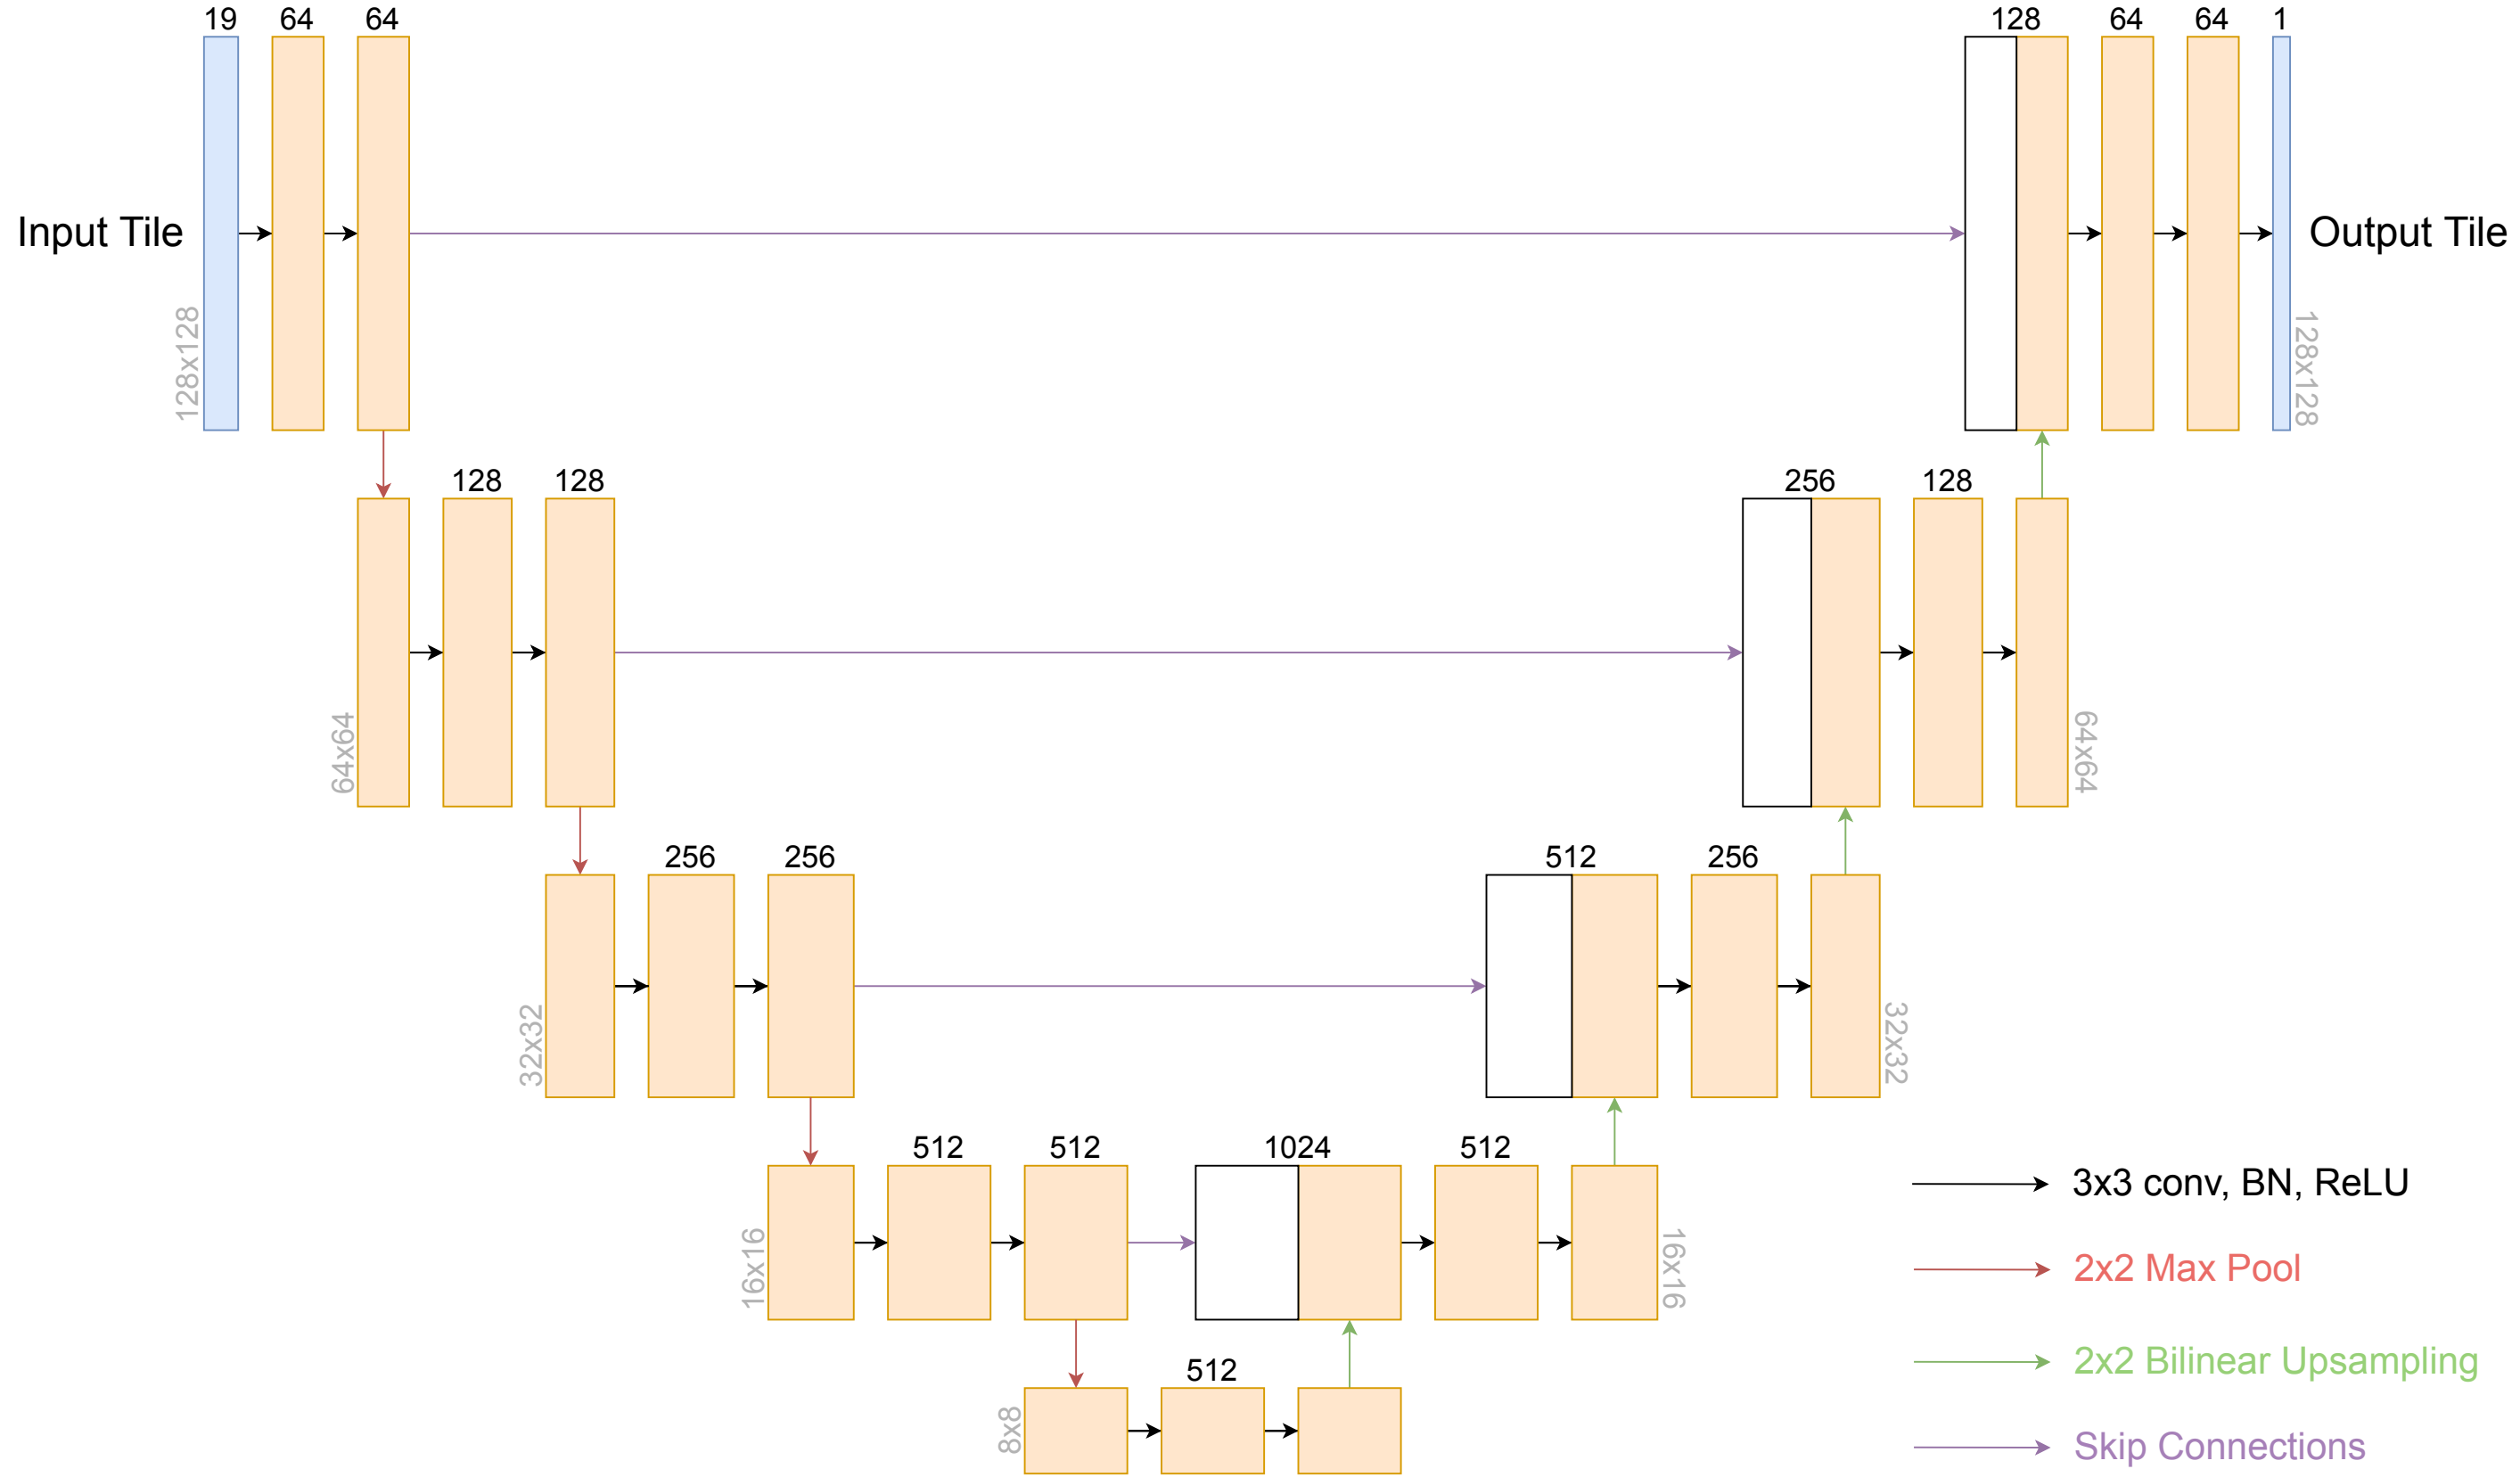 19
64
64
128
64
64
1
Input Tile
Output Tile
128x128
128x128
128
128
256
128
64x64
64x64
256
256
512
256
32x32
32x32
512
512
1024
512
16x16
16x16
512
8x8
3x3 conv, BN, ReLU
2x2 Max Pool
2x2 Bilinear Upsampling
Skip Connections